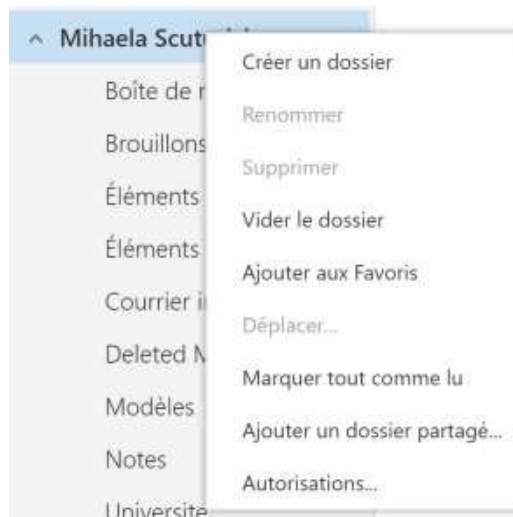 Mihaela
Boîte de
Brouillons
Éléments
Éléments
Courrier
Deleted
Modèles
Notes
Universite
Créer un dossier
Renommer
Supprimer
Vider le dossier
Ajouter aux Favoris
Déplacer...
Marquer tout comme lu
Ajouter un dossier partagé...
Autorisations...